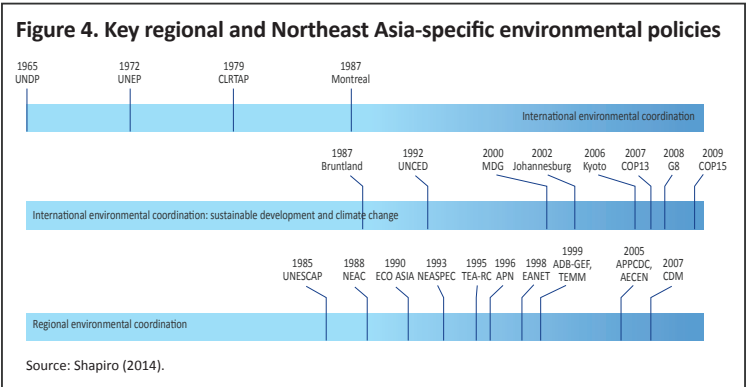 Figure 4. Key regional and Northeast Asia-specific environmental policies
1965 1972 1979 1987
UNDP UNEP CLRTAP Montreal
International environmental coordination
1987 1992 2000 2002 2006 2007 2008 2009
Bruntland UNCED MDG Johannesburg Kyoto COP13 G8 COP15
International environmental coordination: sustainable development and climate change
1999
1985 1988 1990 1993 1995 1996 1998 ADB-GEF, 2005 2007
UNESCAP NEAC ECO ASIA NEASPEC TEA-RC APN EANET TEMM APPCDC, CDM
AECEN
Regional environmental coordination
Source: Shapiro (2014).